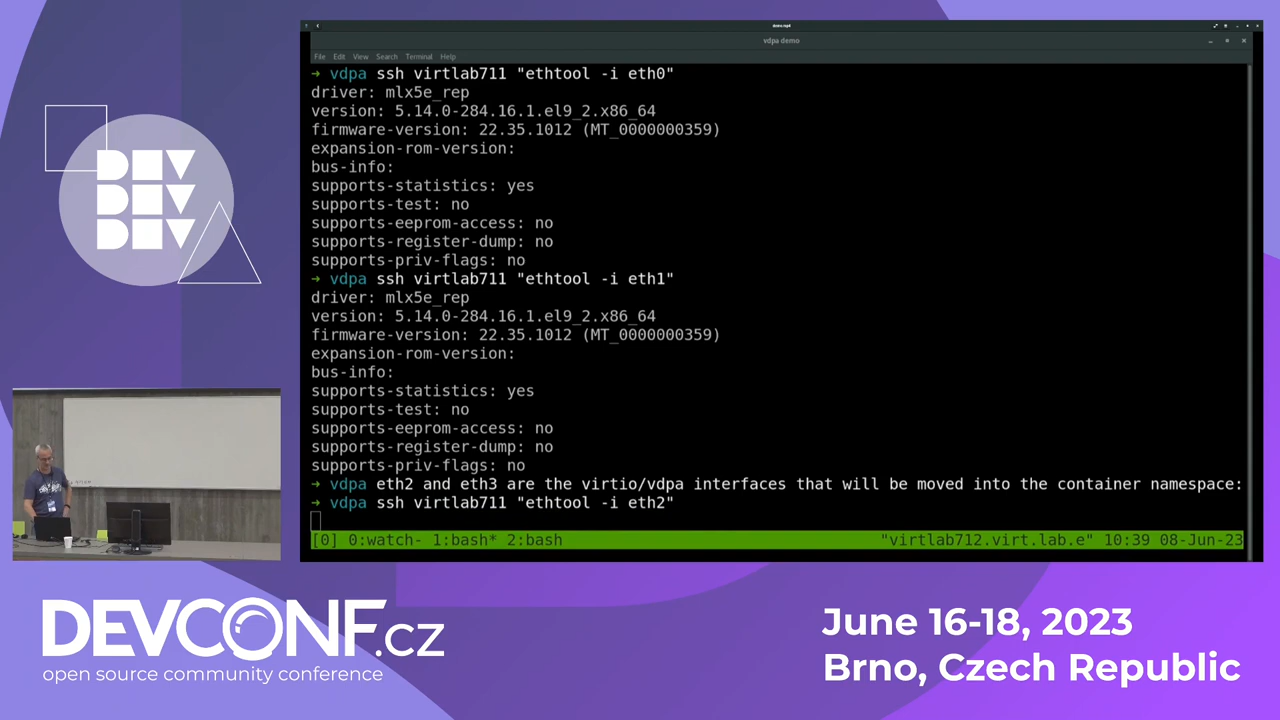 demo.mp4
vdpa demo
File Edit View Search Terminal Help
→ vdpa ssh virtlab711 "ethtool -i eth0"
driver: mlx5e_rep
version: 5.14.0-284.16.1.el9_2.x86_64
firmware-version: 22.35.1012 (MT_0000000359)
expansion-rom-version:
bus-info:
supports-statistics: yes
supports-test: no
supports-eeprom-access: no
supports-register-dump: no
supports-priv-flags: no
→ vdpa ssh virtlab711 "ethtool -i eth1"
driver: mlx5e_rep
version: 5.14.0-284.16.1.el9_2.x86_64
firmware-version: 22.35.1012 (MT_0000000359)
expansion-rom-version:
bus-info:
supports-statistics: yes
supports-test: no
supports-eeprom-access: no
supports-register-dump: no
supports-priv-flags: no
→ vdpa eth2 and eth3 are the virtio/vdpa interfaces that will be moved into the container namespace:
→ vdpa ssh virtlab711 "ethtool -i eth2"
[0] 0:watch- 1:bash* 2:bash "virtlab712.virt.lab.e" 10:39 08-Jun-23
DEV
DEV
DEV
DEVCONF.cz
open source community conference
June 16-18, 2023
Brno, Czech Republic